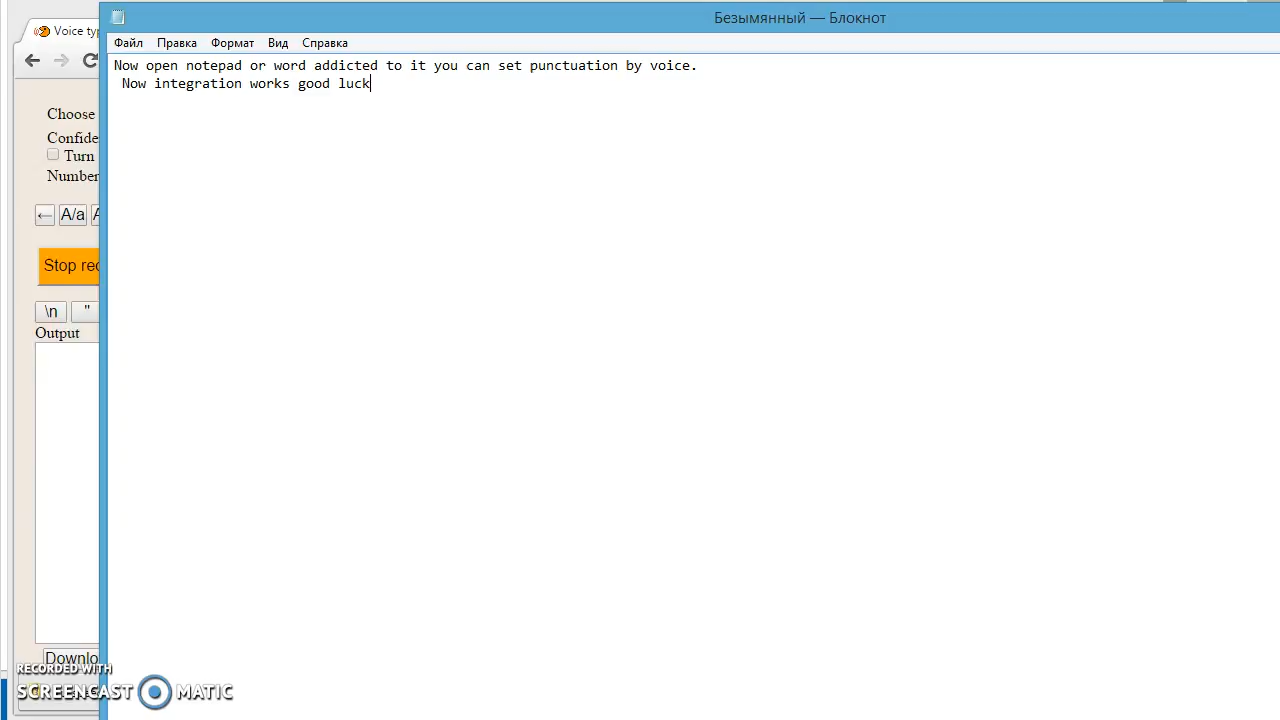 Безымянный — Блокнот
Voice typ
Файл Правка Формат Вид Справка
Now open notepad or word addicted to it you can set punctuation by voice.
Now integration works good luck
Choose
Confide
Turn
Number
← A/a A
Stop rec
\n "
Output
Downlo
RECORDED WITH
SCREENCAST MATIC